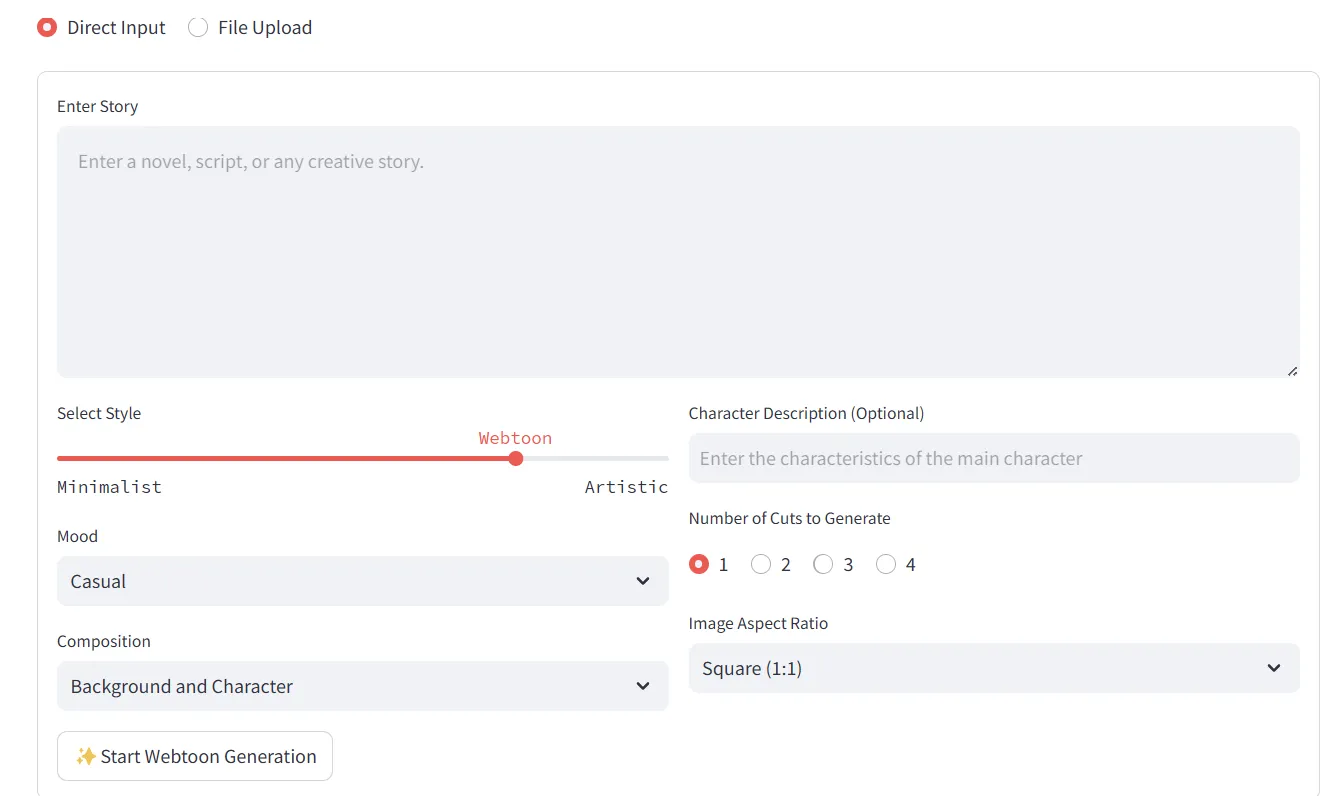 Direct Input File Upload
Enter Story
Enter a novel, script, or any creative story.
Select Style
Webtoon
Minimalist Artistic
Mood
Casual
Composition
Background and Character
Character Description (Optional)
Enter the characteristics of the main character
Number of Cuts to Generate
1 2 3 4
Image Aspect Ratio
Square (1:1)
✨ Start Webtoon Generation